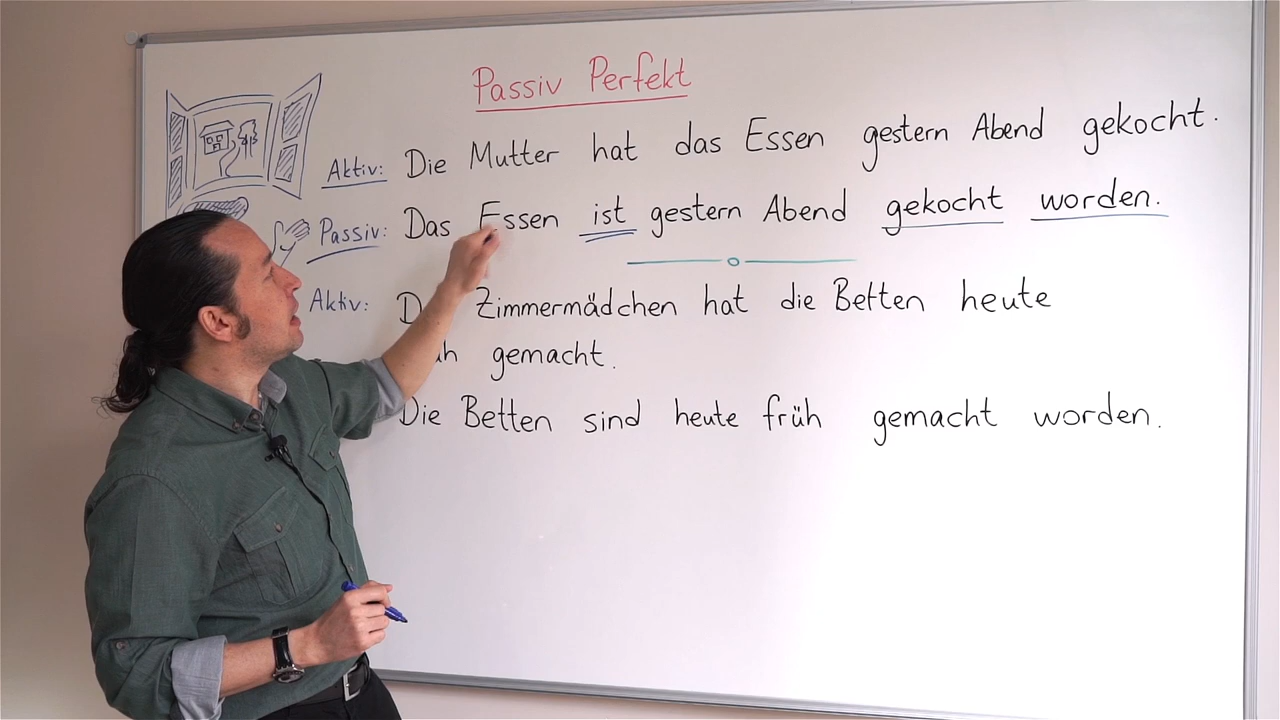 Passiv Perfekt
Aktiv: Die Mutter hat das Essen gestern Abend gekocht.
Passiv: Das Essen ist gestern Abend gekocht worden.
Aktiv: Zimmermädchen hat die Betten heute
gemacht.
Die Betten sind heute früh gemacht worden.